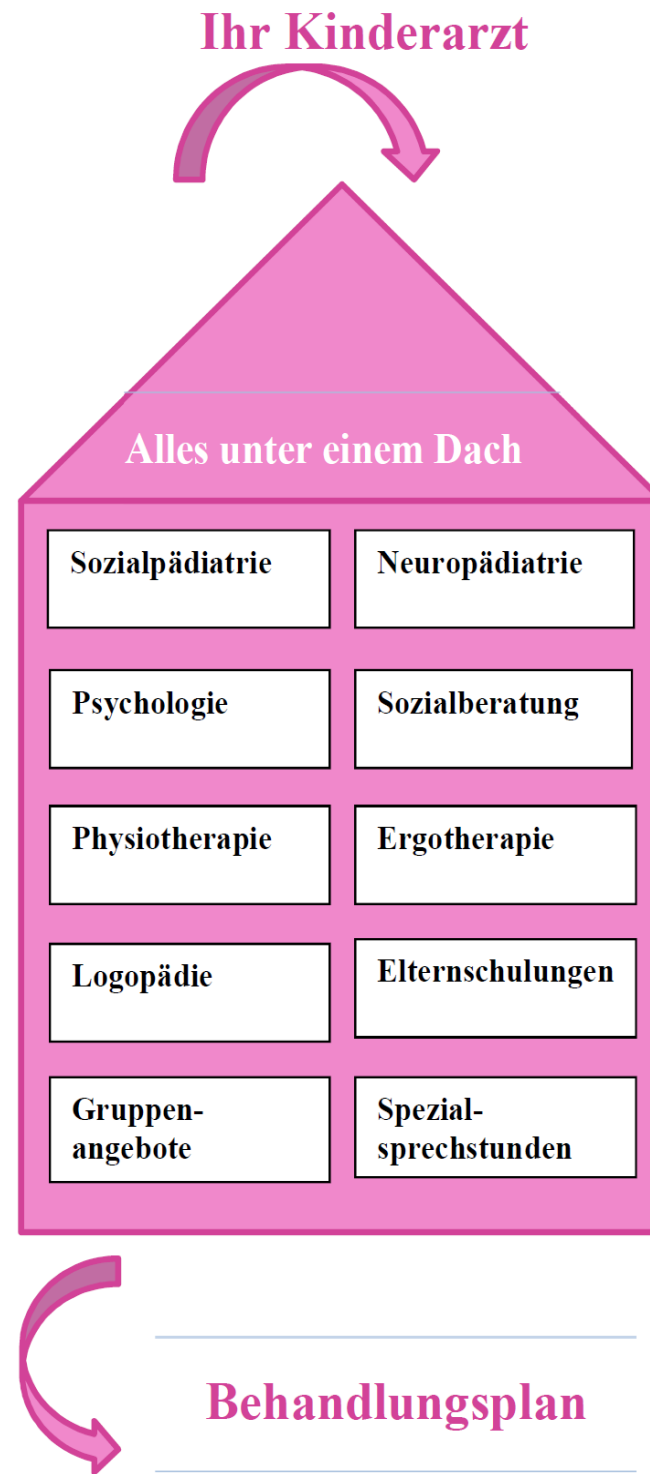 Ihr Kinderarzt
Alles unter einem Dach
Sozialpädiatrie
Neuropädiatrie
Psychologie
Sozialberatung
Physiotherapie
Ergotherapie
Logopädie
Elternschulungen
Gruppen-
angebote
Spezial-
sprechstunden
Behandlungsplan